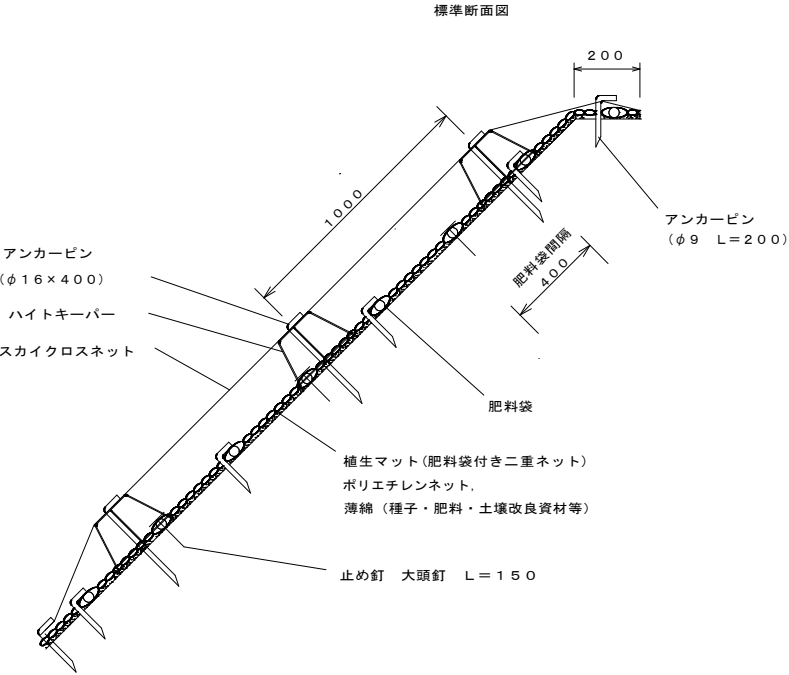 標準断面図
200
1000
アンカーピン
(φ9　L=200)
肥料袋間隔
400
アンカーピン
(φ16×400)
ハイトキーパー
スカイクロスネット
肥料袋
植生マット(肥料袋付き二重ネット)
ポリエチレンネット,
薄綿（種子・肥料・土壌改良資材等）
止め釘　大頭釘　L=150